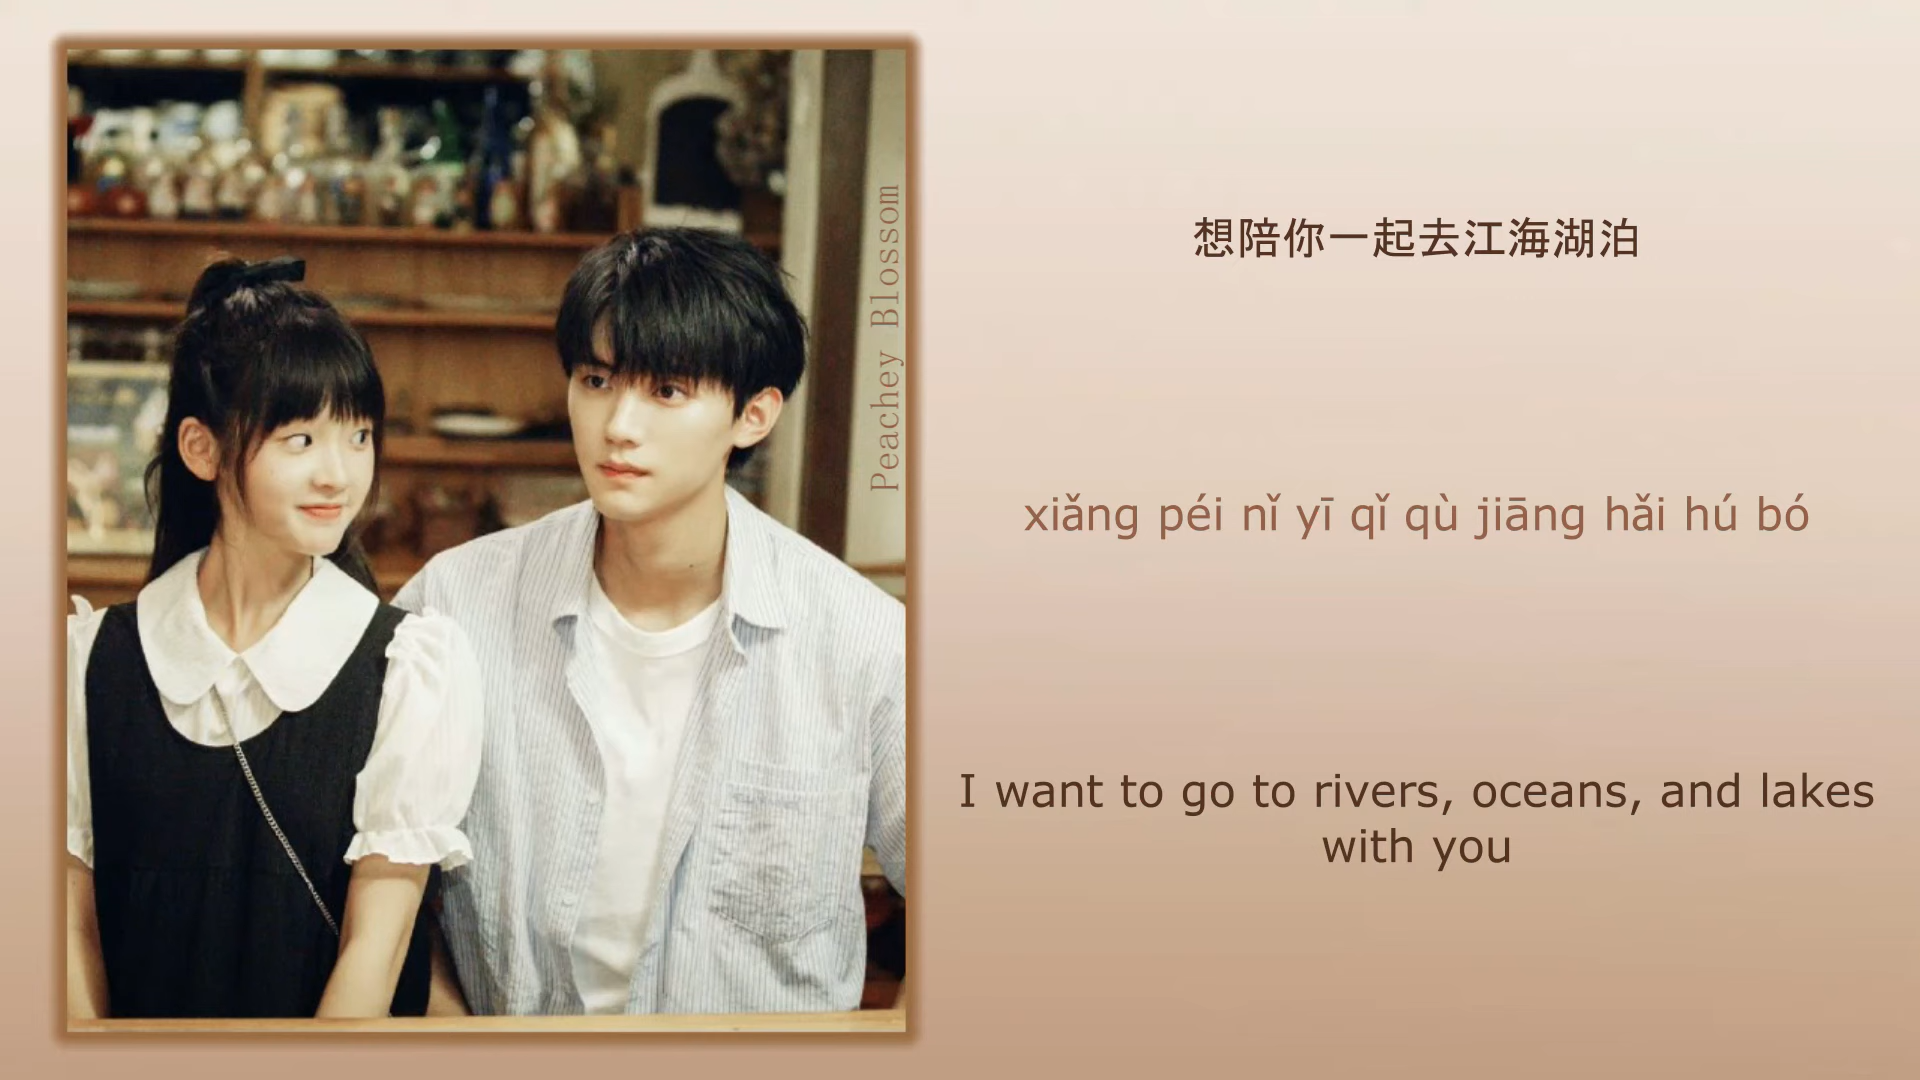 Peachey Blossom
想陪你一起去江海湖泊
xiǎng péi nǐ yī qǐ qù jiāng hǎi hú bó
I want to go to rivers, oceans, and lakes
with you